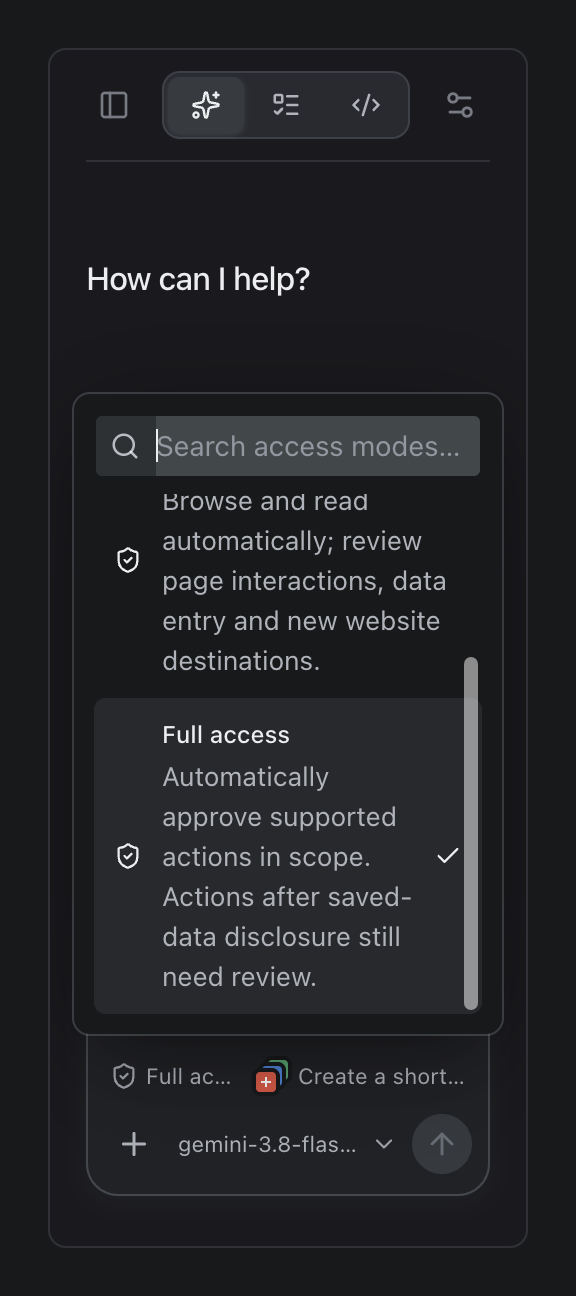 How can I help?
Search access modes...
Browse and read
automatically; review
page interactions, data
entry and new website
destinations.
Full access
Automatically
approve supported
actions in scope.
Actions after saved-
data disclosure still
need review.
Full ac... Create a short...
gemini-3.8-flas...